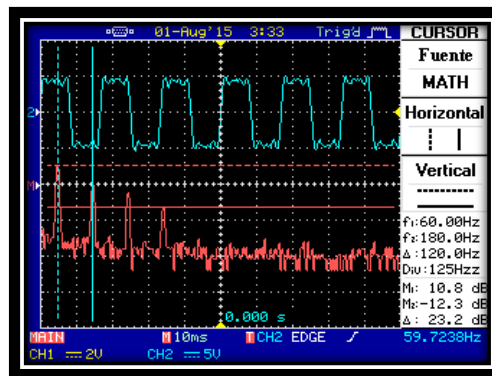 01-Aug'15 3:33 Trig'd CURSOR
Fuente
MATH
2
Horizontal
Vertical
M
f1:60.00Hz
f2:180.0Hz
Δ:120.0Hz
Div:125Hzz
M1: 10.8 dB
M2:-12.3 dB
Δ: 23.2 dB
0.000 s
MAIN M 10ms T CH2 EDGE 59.7238Hz
CH1 2V CH2 5V